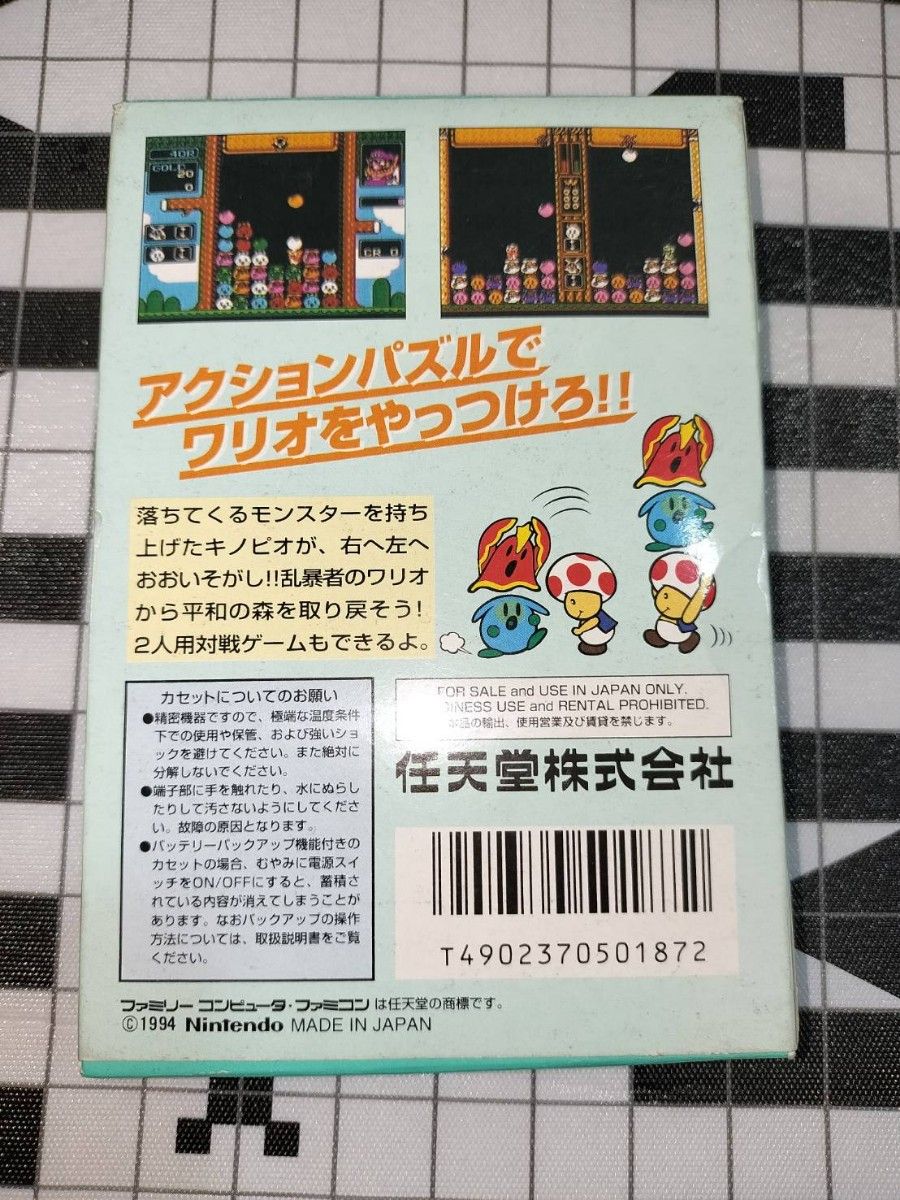 40R
GOLL
20
0
CR 0
アクションパズルで
ワリオをやっつけろ!!
落ちてくるモンスターを持ち
上げたキノピオが、右へ左へ
おおいそがし!!乱暴者のワリオ
から平和の森を取り戻そう!
2人用対戦ゲームもできるよ。
カセットについてのお願い
●精密機器ですので、極端な温度条件
下での使用や保管、および強いショ
ックを避けてください。また絶対に
分解しないでください。
●端子部に手を触れたり、水にぬらし
たりして汚さないようにしてくださ
い。故障の原因となります。
●バッテリーバックアップ機能付きの
カセットの場合、むやみに電源スイ
ッチをON/OFFにすると、蓄積さ
れている内容が消えてしまうことが
あります。なおバックアップの操作
方法については、取扱説明書をご覧
ください。
FOR SALE and USE IN JAPAN ONLY.
USE and RENTAL PROHIBITED.
品の輸出、使用営業及び賃貸を禁じます。
任天堂株式会社
T4902370501872
ファミリーコンピュータ・ファミコンは任天堂の商標です。
©1994 Nintendo MADE IN JAPAN